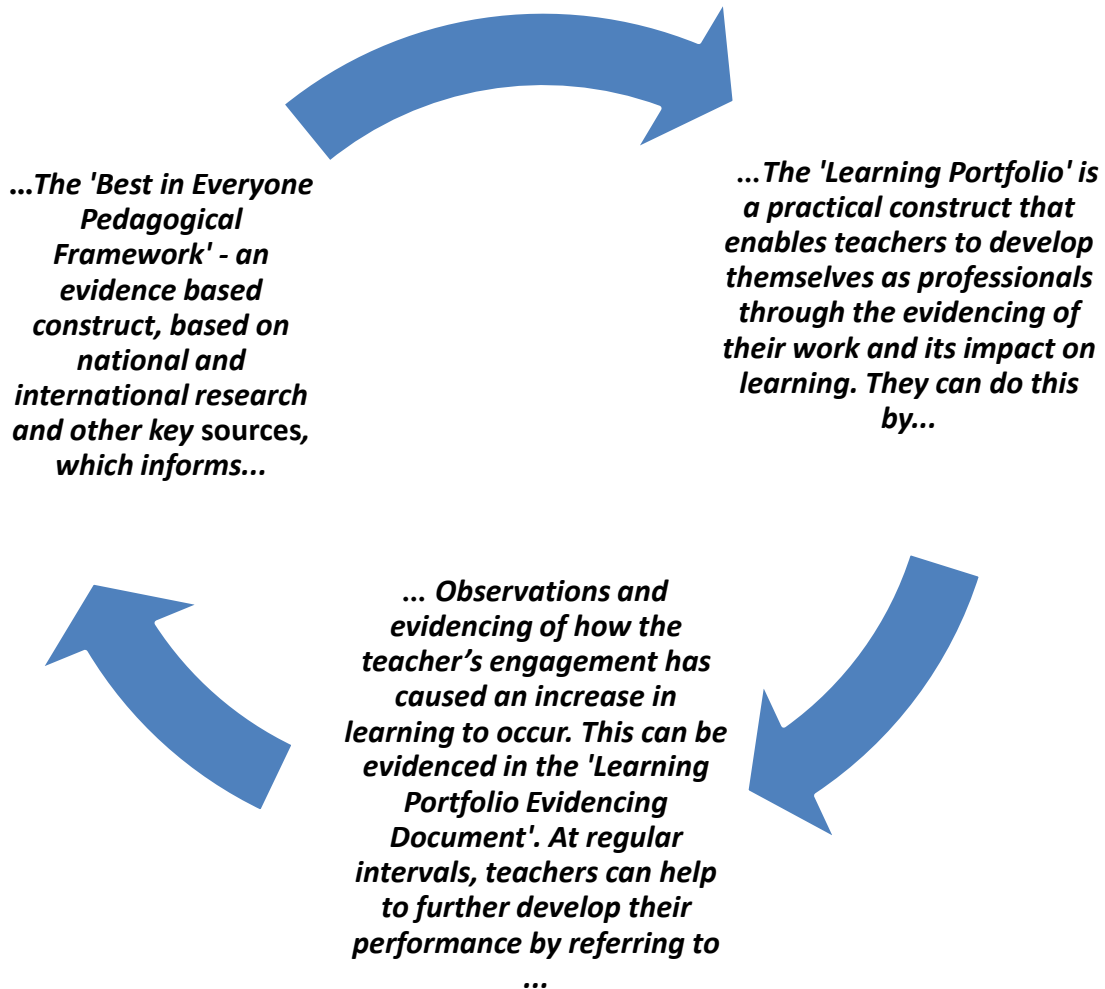 ...The 'Best in Everyone
Pedagogical
Framework' - an
evidence based
construct, based on
national and
international research
and other key sources,
which informs...
...The 'Learning Portfolio' is
a practical construct that
enables teachers to develop
themselves as professionals
through the evidencing of
their work and its impact on
learning. They can do this
by...
... Observations and
evidencing of how the
teacher’s engagement has
caused an increase in
learning to occur. This can be
evidenced in the 'Learning
Portfolio Evidencing
Document'. At regular
intervals, teachers can help
to further develop their
performance by referring to
...